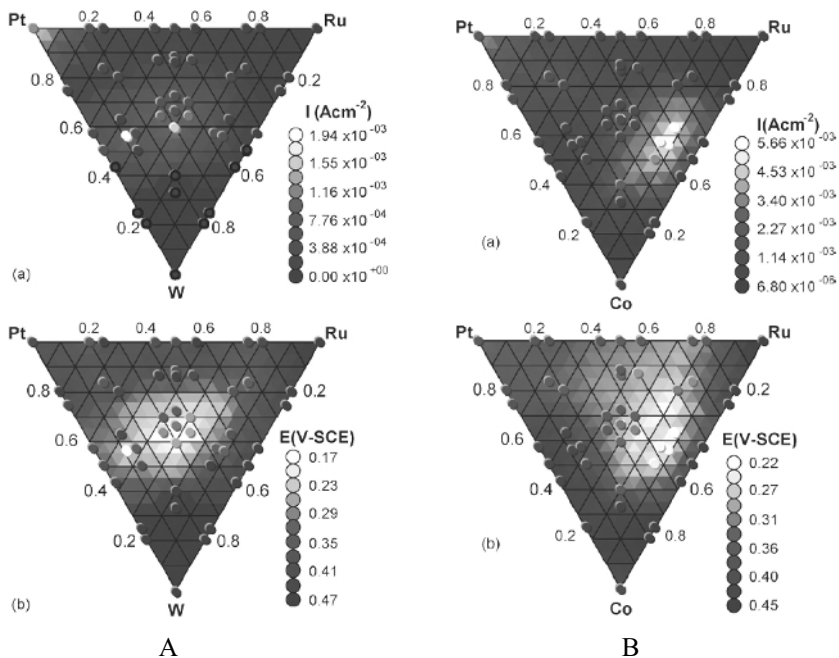 0.2 0.5 0.8
Pt Ru
0.8 0.2
0.6
0.4 0.6
0.2 0.8
W
I (Acm-2)
1.94 x10-03
1.55 x10-03
1.16 x10-03
7.76 x10-04
3.88 x10-04
0.00 x10+00
(a)
0.2 0.4 0.6 0.8
Pt Ru
0.8 0.8
0.6 0.6
0.4
0.2 0.2
Co
I(Acm-2)
5.66 x10-03
4.53 x10-03
3.40 x10-03
2.27 x10-03
1.14 x10-03
6.80 x10-06
(a)
0.2 0.4 0.6 0.8
Pt Ru
0.8 0.2
0.6
0.4 0.6
0.2 0.8
W
E(V-SCE)
0.17
0.23
0.29
0.35
0.41
0.47
(b)
0.2 0.4 0.6 0.8
Pt Ru
0.8 0.2
0.6
0.4 0.6
0.2 0.8
Co
E(V-SCE)
0.22
0.27
0.31
0.36
0.40
0.45
(b)
A B